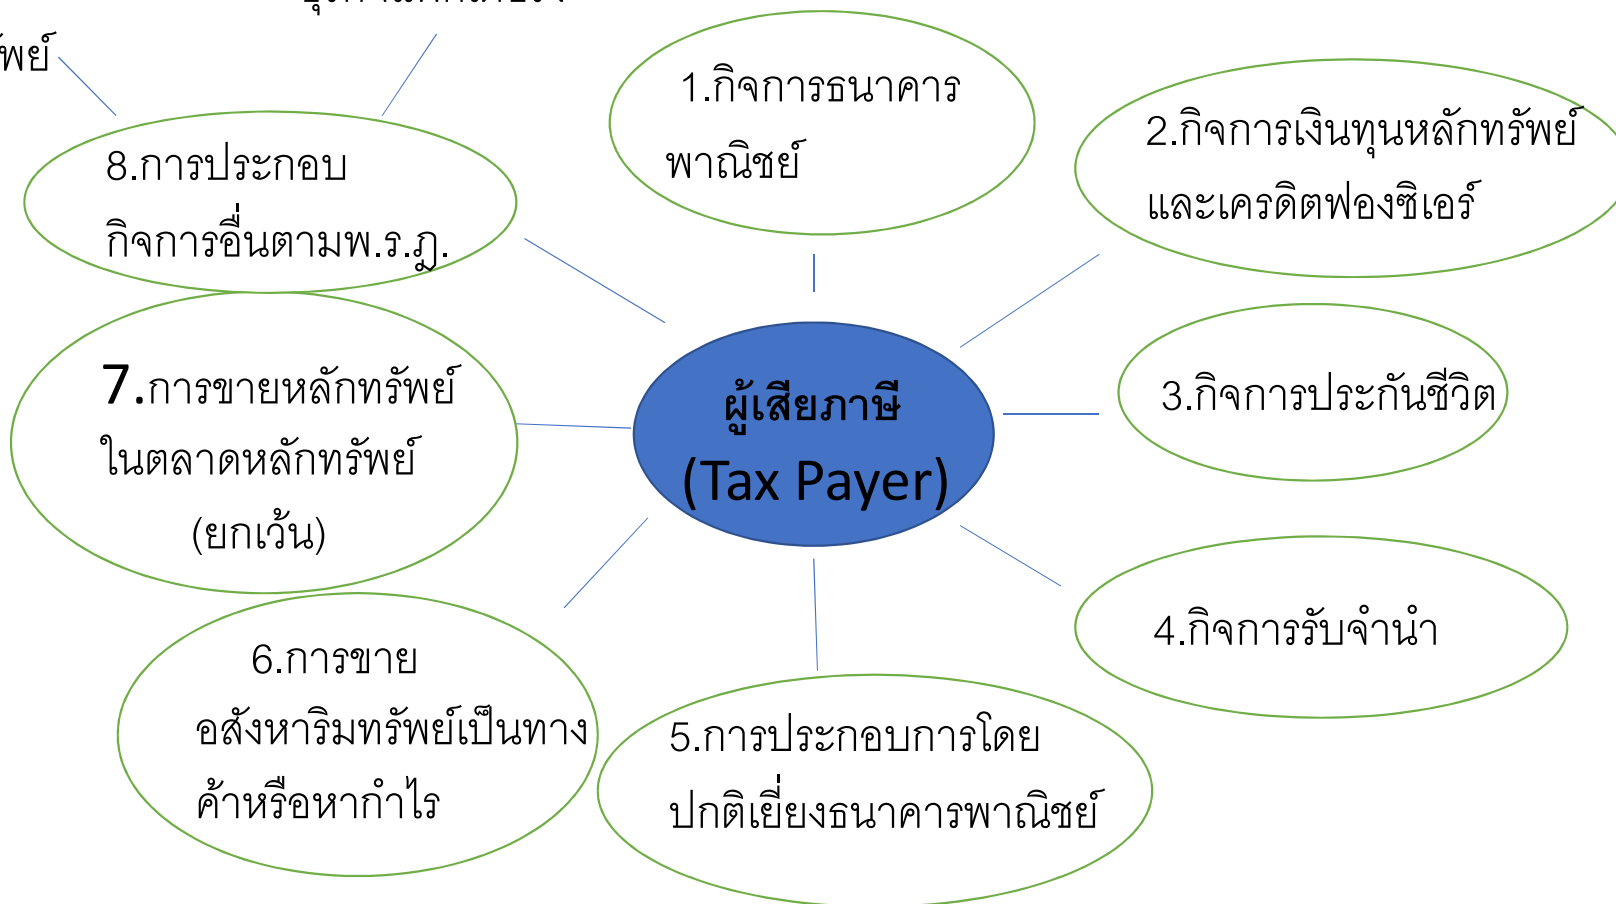 1.กิจการธนาคาร
พาณิชย์
2.กิจการเงินทุนหลักทรัพย์
และเครดิตฟองซิเอร์
3.กิจการประกันชีวิต
4.กิจการรับจำนำ
5.การประกอบการโดย
ปกติเยี่ยงธนาคารพาณิชย์
6.การขาย
อสังหาริมทรัพย์เป็นทาง
ค้าหรือหากำไร
7.การขายหลักทรัพย์
ในตลาดหลักทรัพย์
(ยกเว้น)
8.การประกอบ
กิจการอื่นตามพ.ร.ฎ.
ผู้เสียภาษี
(Tax Payer)